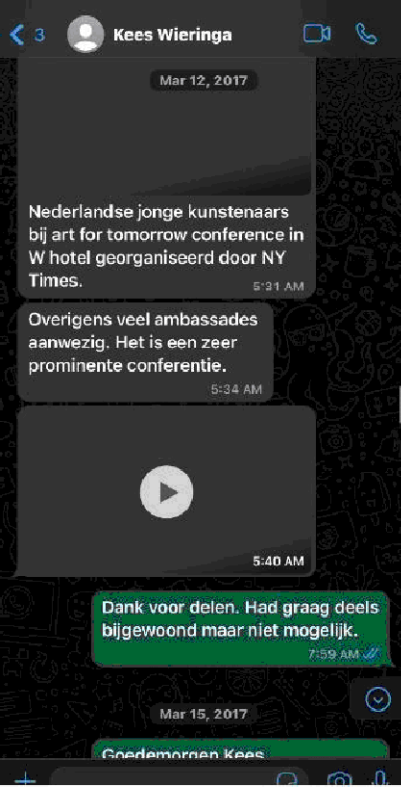 3
Kees Wieringa
Mar 12, 2017
Nederlandse jonge kunstenaars
bij art for tomorrow conference in
W hotel georganiseerd door NY
Times.
5:31 AM
Overigens veel ambassades
aanwezig. Het is een zeer
prominente conferentie.
5:34 AM
5:40 AM
Dank voor delen. Had graag deels
bijgewoond maar niet mogelijk.
7:59 AM
Mar 15, 2017
Goedemorgen Kees